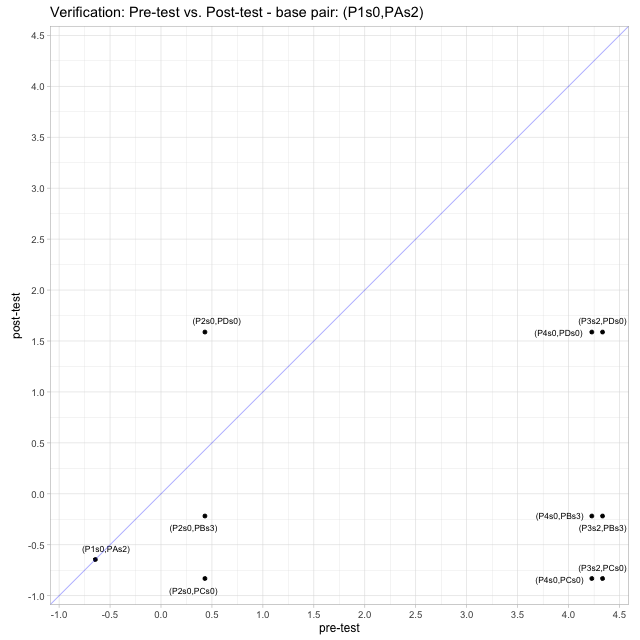 Verification: Pre-test vs. Post-test - base pair: (P1s0,PAs2)
4.5
4.0
3.5
3.0
2.5
2.0
1.5
1.0
0.5
0.0
-0.5
-1.0
post-test
(P2s0,PDs0)
(P3s2,PDs0)
(P4s0,PDs0)
(P4s0,PBs3)
(P2s0,PBs3)
(P3s2,PBs3)
(P1s0,PAs2)
(P3s2,PCs0)
(P4s0,PCs0)
(P2s0,PCs0)
-1.0 -0.5 0.0 0.5 1.0 1.5 2.0 2.5 3.0 3.5 4.0 4.5
pre-test